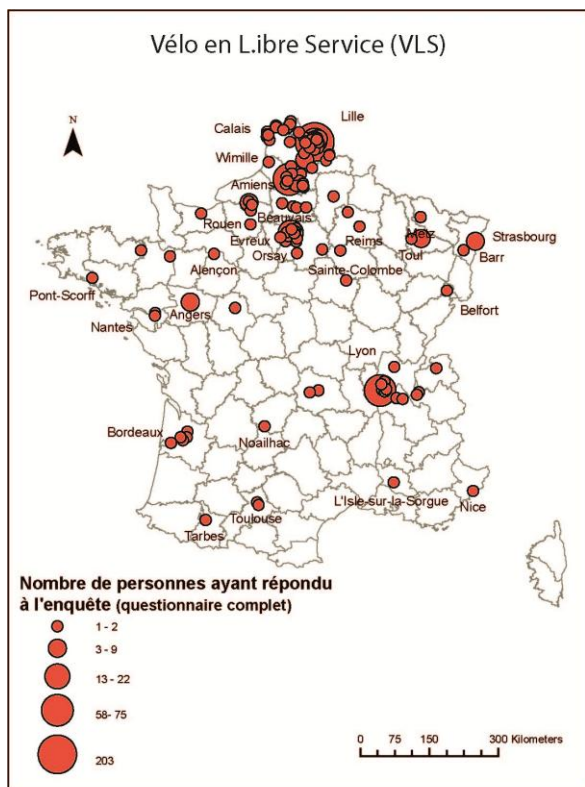 Vélo en L.ibre Service (VLS)
N
Lille
Calais
Wimille
Amiens
Beauvais
Rouen
Evreux
Reims
Metz
Strasbourg
Toul
Barr
Orsay
Alençon
Sainte-Colombe
Pont-Scorff
Angers
Belfort
Nantes
Lyon
Bordeaux
Noailhac
L'Isle-sur-la-Sorgue
Nice
Toulouse
Tarbes
Nombre de personnes ayant répondu
à l'enquête (questionnaire complet)
1 - 2
3 - 9
13 - 22
58 - 75
203
0 75 150 300 Kilometers